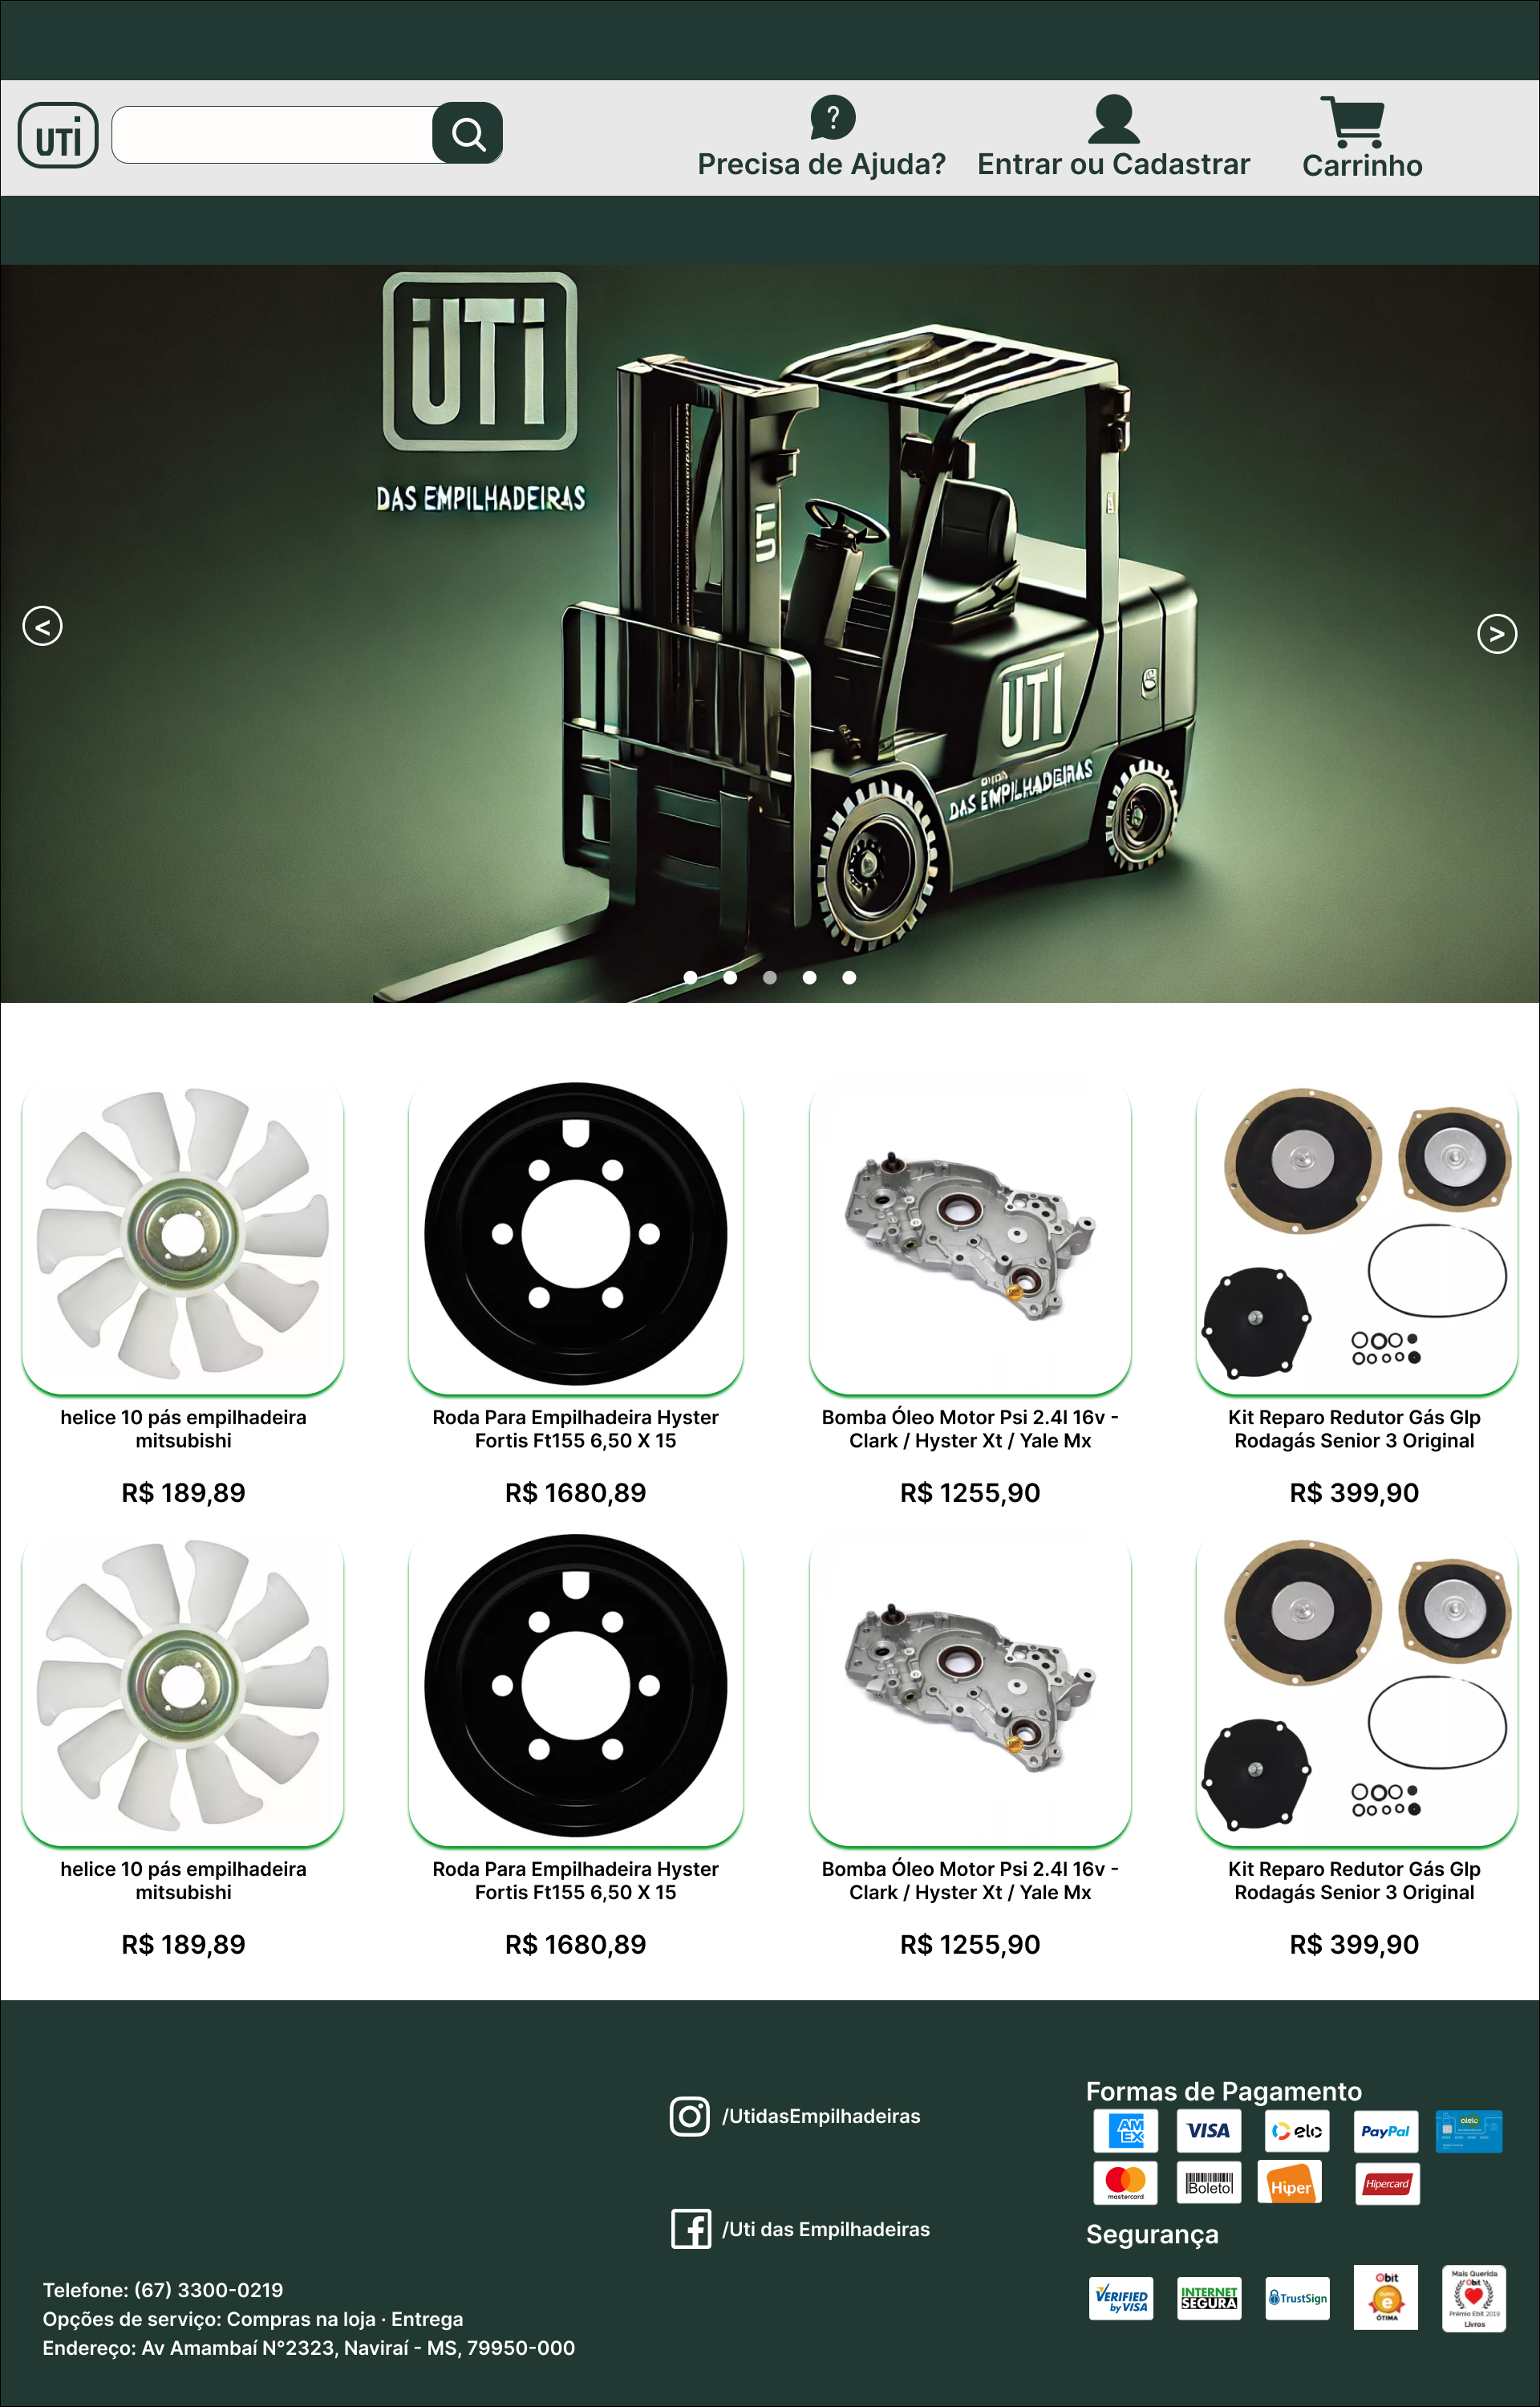 UTi
?
Precisa de Ajuda?
Entrar ou Cadastrar
Carrinho
UTi
DAS EMPILHADEIRAS
UTI
<
>
UTI
DAS EMPILHADEIRAS
helice 10 pás empilhadeira
mitsubishi
R$ 189,89
Roda Para Empilhadeira Hyster
Fortis Ft155 6,50 X 15
R$ 1680,89
Bomba Óleo Motor Psi 2.4l 16v -
Clark / Hyster Xt / Yale Mx
R$ 1255,90
Kit Reparo Redutor Gás Glp
Rodagás Senior 3 Original
R$ 399,90
helice 10 pás empilhadeira
mitsubishi
R$ 189,89
Roda Para Empilhadeira Hyster
Fortis Ft155 6,50 X 15
R$ 1680,89
Bomba Óleo Motor Psi 2.4l 16v -
Clark / Hyster Xt / Yale Mx
R$ 1255,90
Kit Reparo Redutor Gás Glp
Rodagás Senior 3 Original
R$ 399,90
/UtidasEmpilhadeiras
/Uti das Empilhadeiras
Telefone: (67) 3300-0219
Opções de serviço: Compras na loja · Entrega
Endereço: Av Amambaí N°2323, Naviraí - MS, 79950-000
Formas de Pagamento
AM
EX
VISA
elo
PayPal
alelo
mastercard
Boleto
Hiper
Hipercard
Segurança
VERIFIED
by VISA
INTERNET
SEGURA
TrustSign
ebit
OURO
e
ÓTIMA
Mais Querida
ebit
Prêmio Ebit 2019
Livros